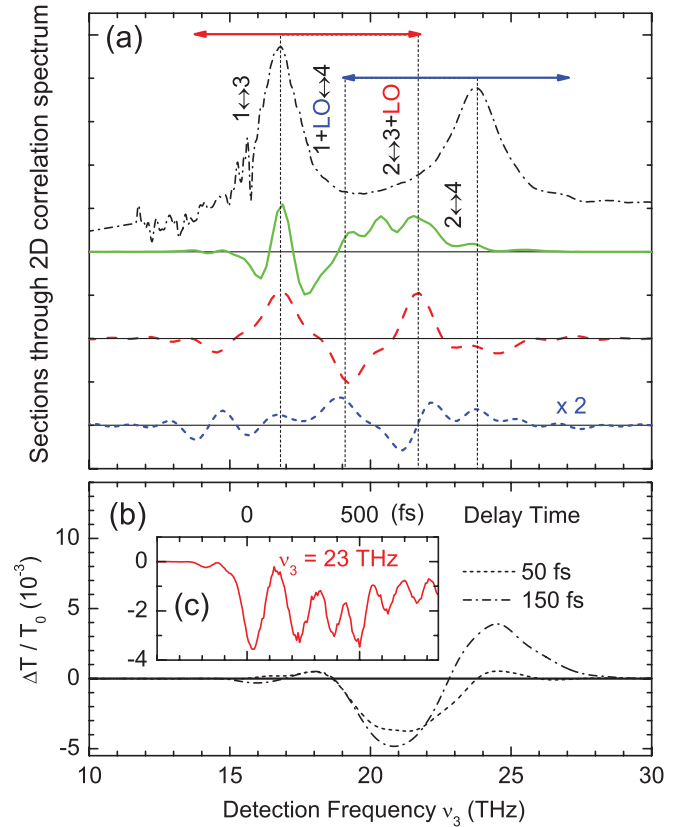 (a)
Sections through 2D correlation spectrum
1↔3
1+LO↔4
2↔3+LO
2↔4
x 2
(b)
0 500 (fs)
Delay Time
50 fs
150 fs
(c)
ν₃ = 23 THz
0
-2
-4
ΔT / T₀ (10⁻³)
10
5
0
-5
10 15 20 25 30
Detection Frequency ν₃ (THz)